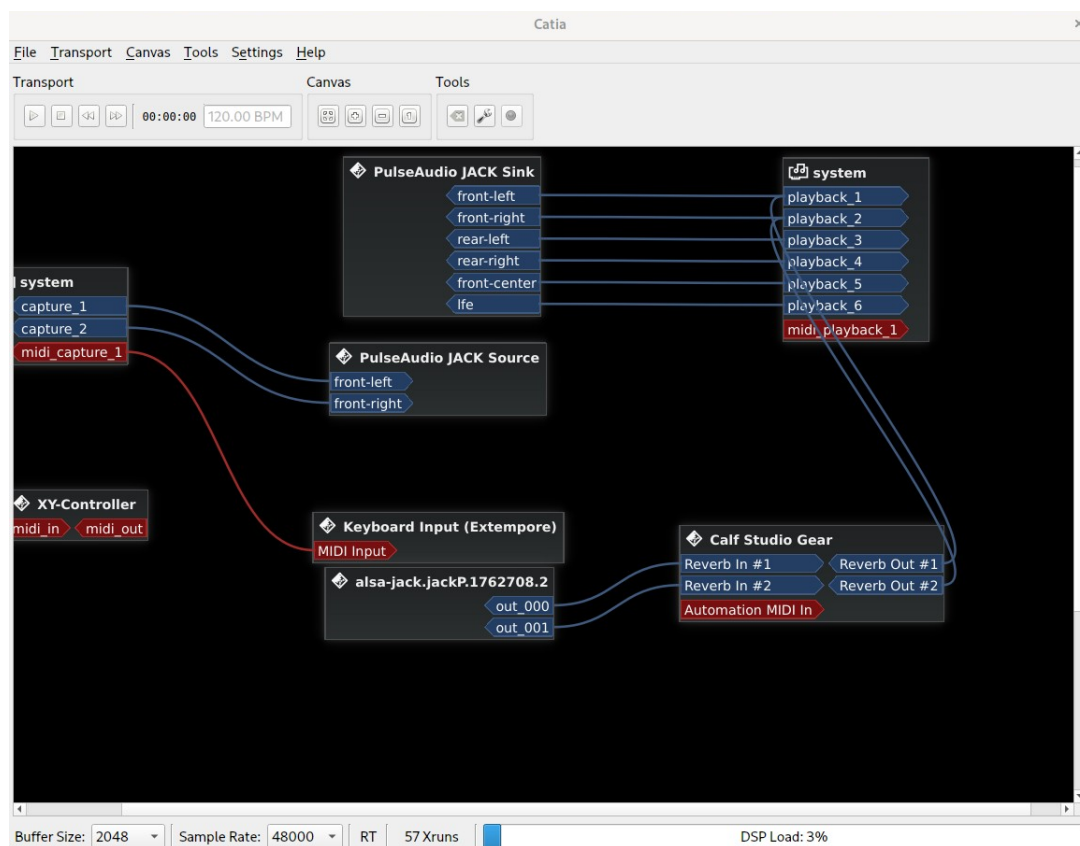 Catia
File Transport Canvas Tools Settings Help
Transport Canvas Tools
00:00:00 120.00 BPM
PulseAudio JACK Sink
front-left
front-right
rear-left
rear-right
front-center
lfe
system
playback_1
playback_2
playback_3
playback_4
playback_5
playback_6
midi_playback_1
system
capture_1
capture_2
midi_capture_1
PulseAudio JACK Source
front-left
front-right
XY-Controller
midi_in midi_out
Keyboard Input (Extempore)
MIDI Input
alsa-jack.jackP.1762708.2
out_000
out_001
Calf Studio Gear
Reverb In #1 Reverb Out #1
Reverb In #2 Reverb Out #2
Automation MIDI In
Buffer Size: 2048 Sample Rate: 48000 RT 57 Xruns DSP Load: 3%